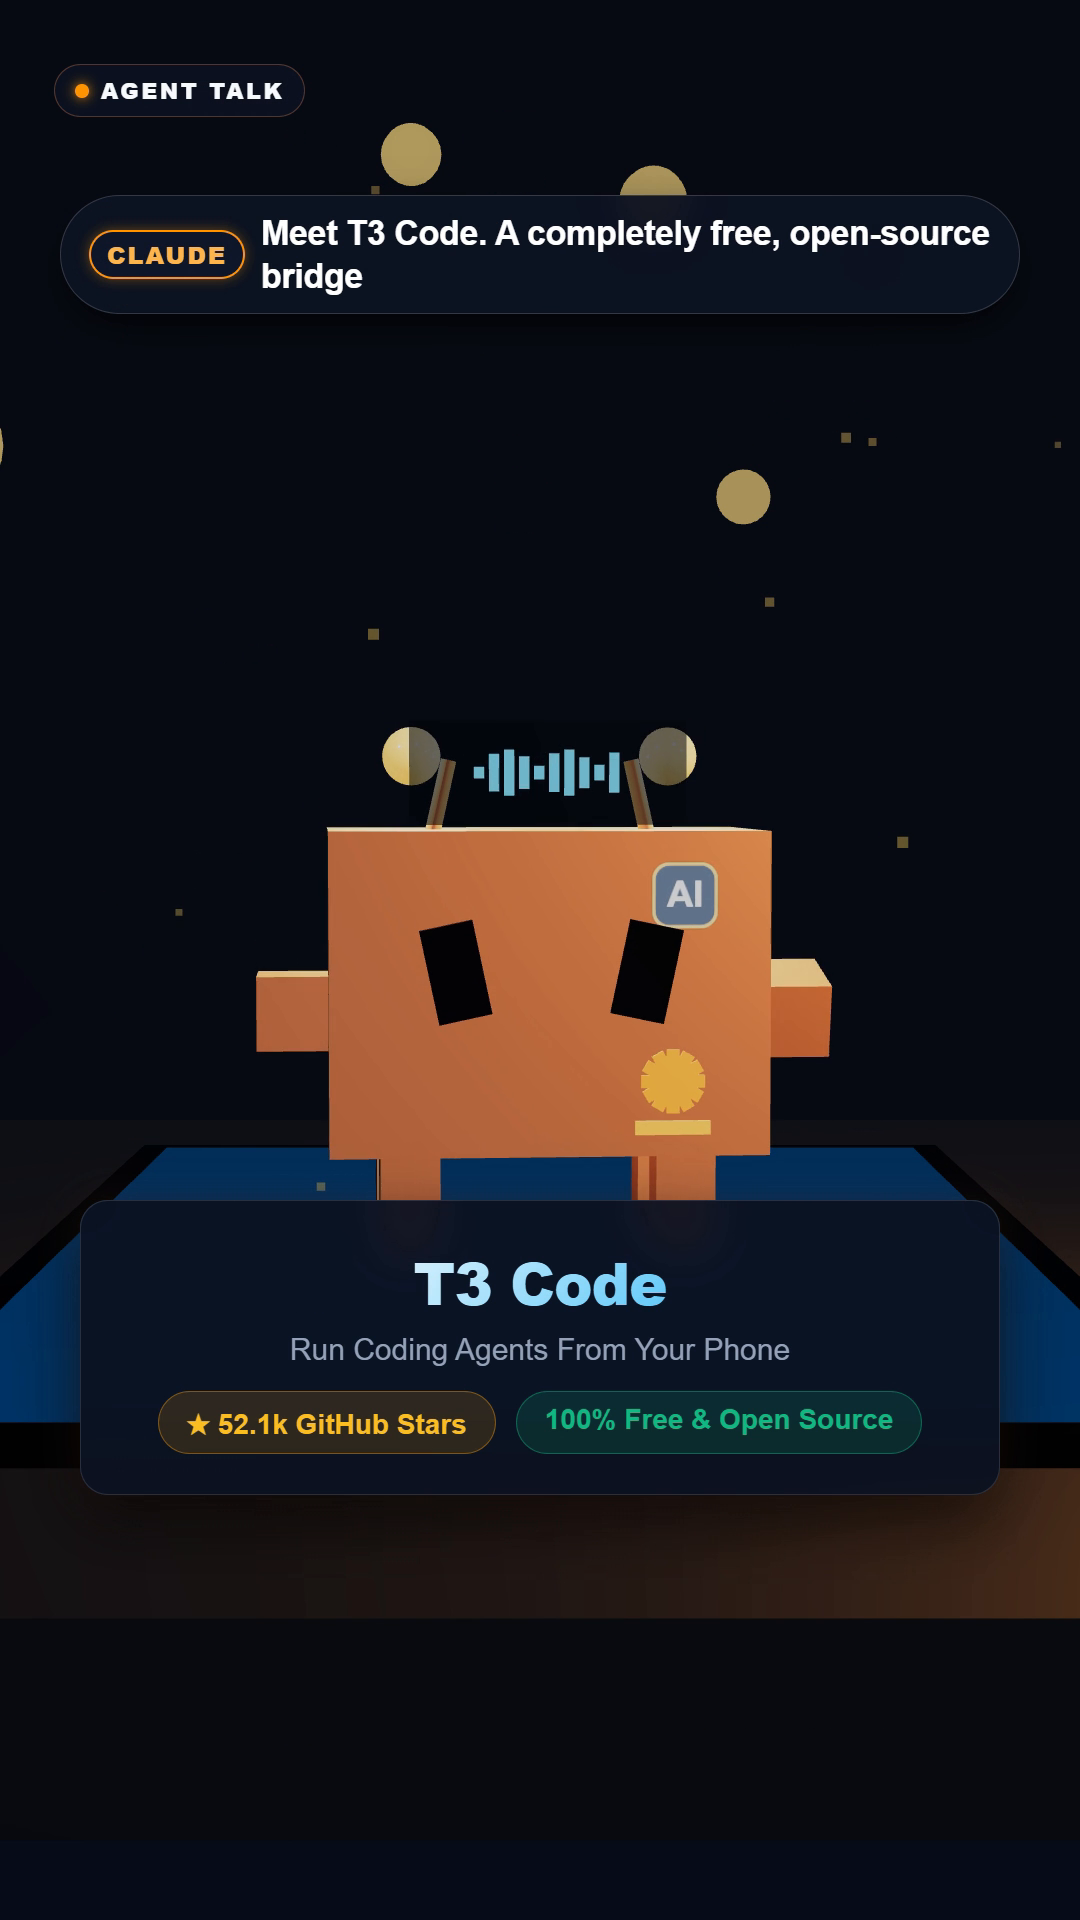 AGENT TALK
CLAUDE
Meet T3 Code. A completely free, open-source
bridge
AI
T3 Code
Run Coding Agents From Your Phone
★ 52.1k GitHub Stars
100% Free & Open Source